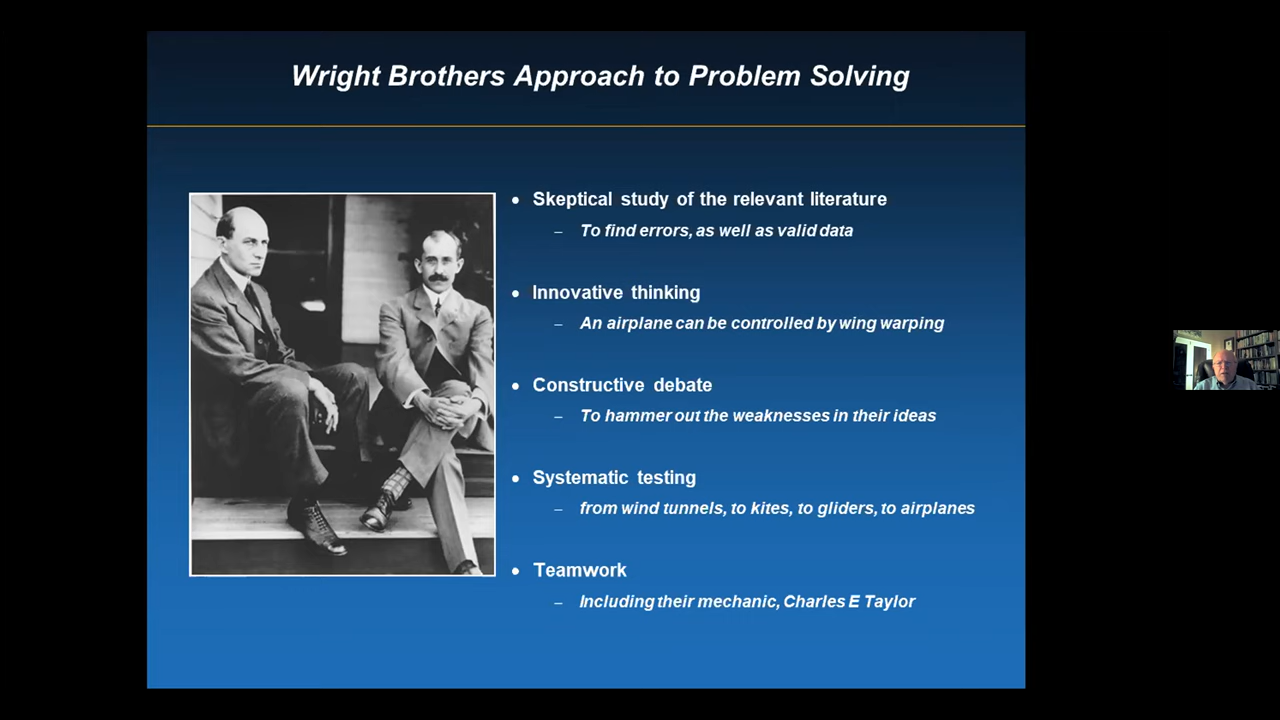 Wright Brothers Approach to Problem Solving
• Skeptical study of the relevant literature
– To find errors, as well as valid data
• Innovative thinking
– An airplane can be controlled by wing warping
• Constructive debate
– To hammer out the weaknesses in their ideas
• Systematic testing
– from wind tunnels, to kites, to gliders, to airplanes
• Teamwork
– Including their mechanic, Charles E Taylor